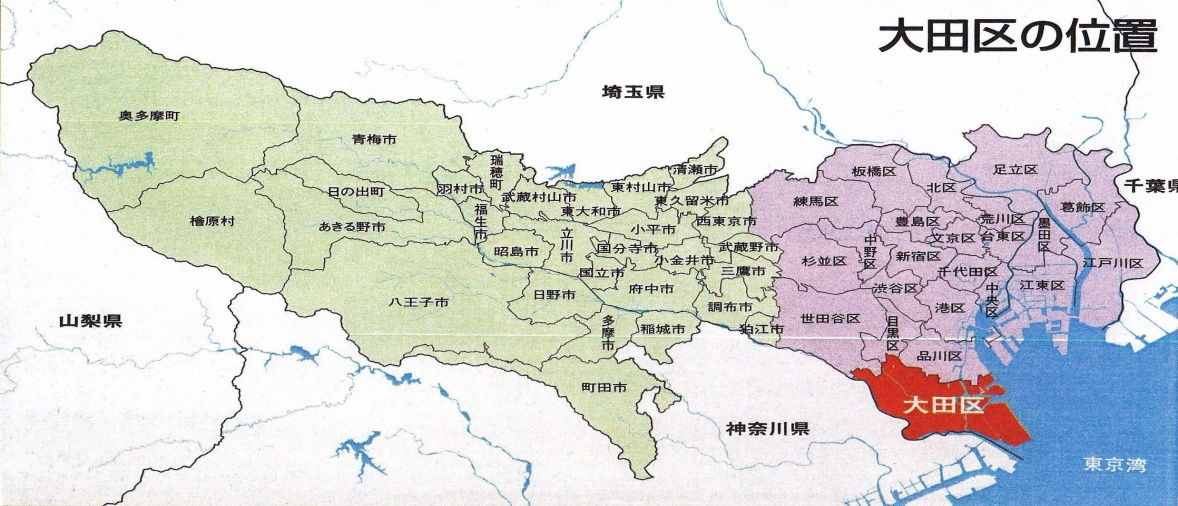 大田区の位置
埼玉県
奥多摩町
青梅市
瑞穂町
清瀬市
板橋区
足立区
日の出町
羽村市
武蔵村山市
東村山市
東久留米市
北区
千葉県
練馬区
葛飾区
檜原村
あきる野市
福生市
東大和市
小平市
西東京市
豊島区
荒川区
墨田区
昭島市
立川市
国分寺市
小金井市
武蔵野市
杉並区
中野区
新宿区
文京区
台東区
江戸川区
国立市
三鷹市
千代田区
八王子市
日野市
府中市
渋谷区
中央区
江東区
調布市
港区
山梨県
多摩市
稲城市
狛江市
世田谷区
目黒区
品川区
町田市
大田区
神奈川県
東京湾